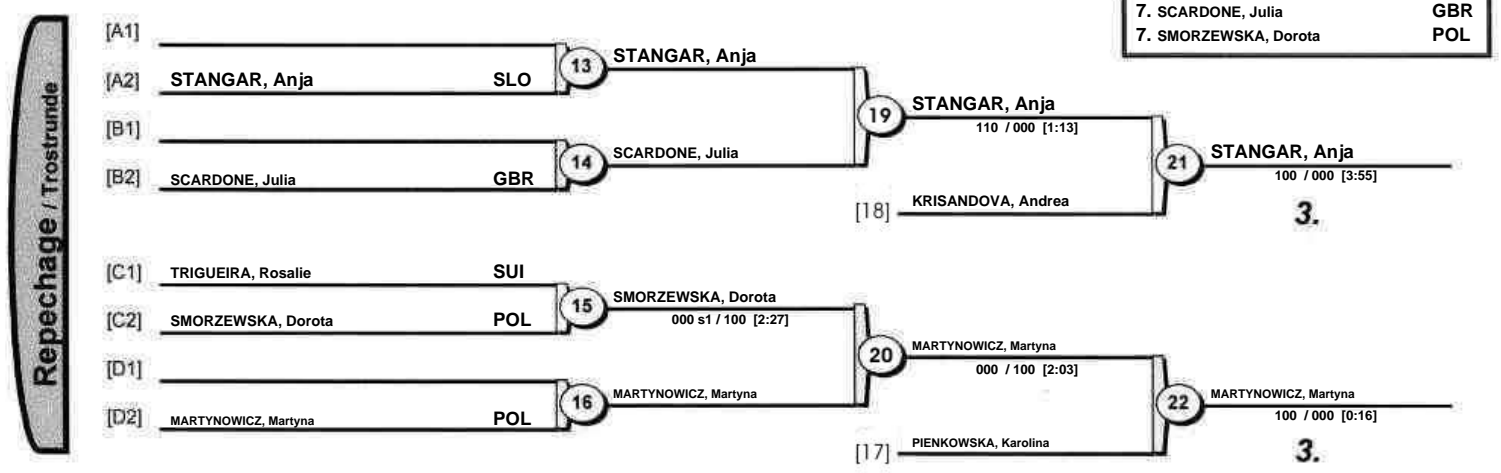 7. SCARDONE, Julia GBR
7. SMORZEWSKA, Dorota POL
Repechage / Trostrunde
[A1]
[A2] STANGAR, Anja SLO
13 STANGAR, Anja
[B1]
[B2] SCARDONE, Julia GBR
14 SCARDONE, Julia
19 STANGAR, Anja
110 / 000 [1:13]
[18] KRISANDOVA, Andrea
21 STANGAR, Anja
100 / 000 [3:55]
3.
[C1] TRIGUEIRA, Rosalie SUI
[C2] SMORZEWSKA, Dorota POL
15 SMORZEWSKA, Dorota
000 s1 / 100 [2:27]
[D1]
[D2] MARTYNOWICZ, Martyna POL
16 MARTYNOWICZ, Martyna
20 MARTYNOWICZ, Martyna
000 / 100 [2:03]
[17] PIENKOWSKA, Karolina
22 MARTYNOWICZ, Martyna
100 / 000 [0:16]
3.